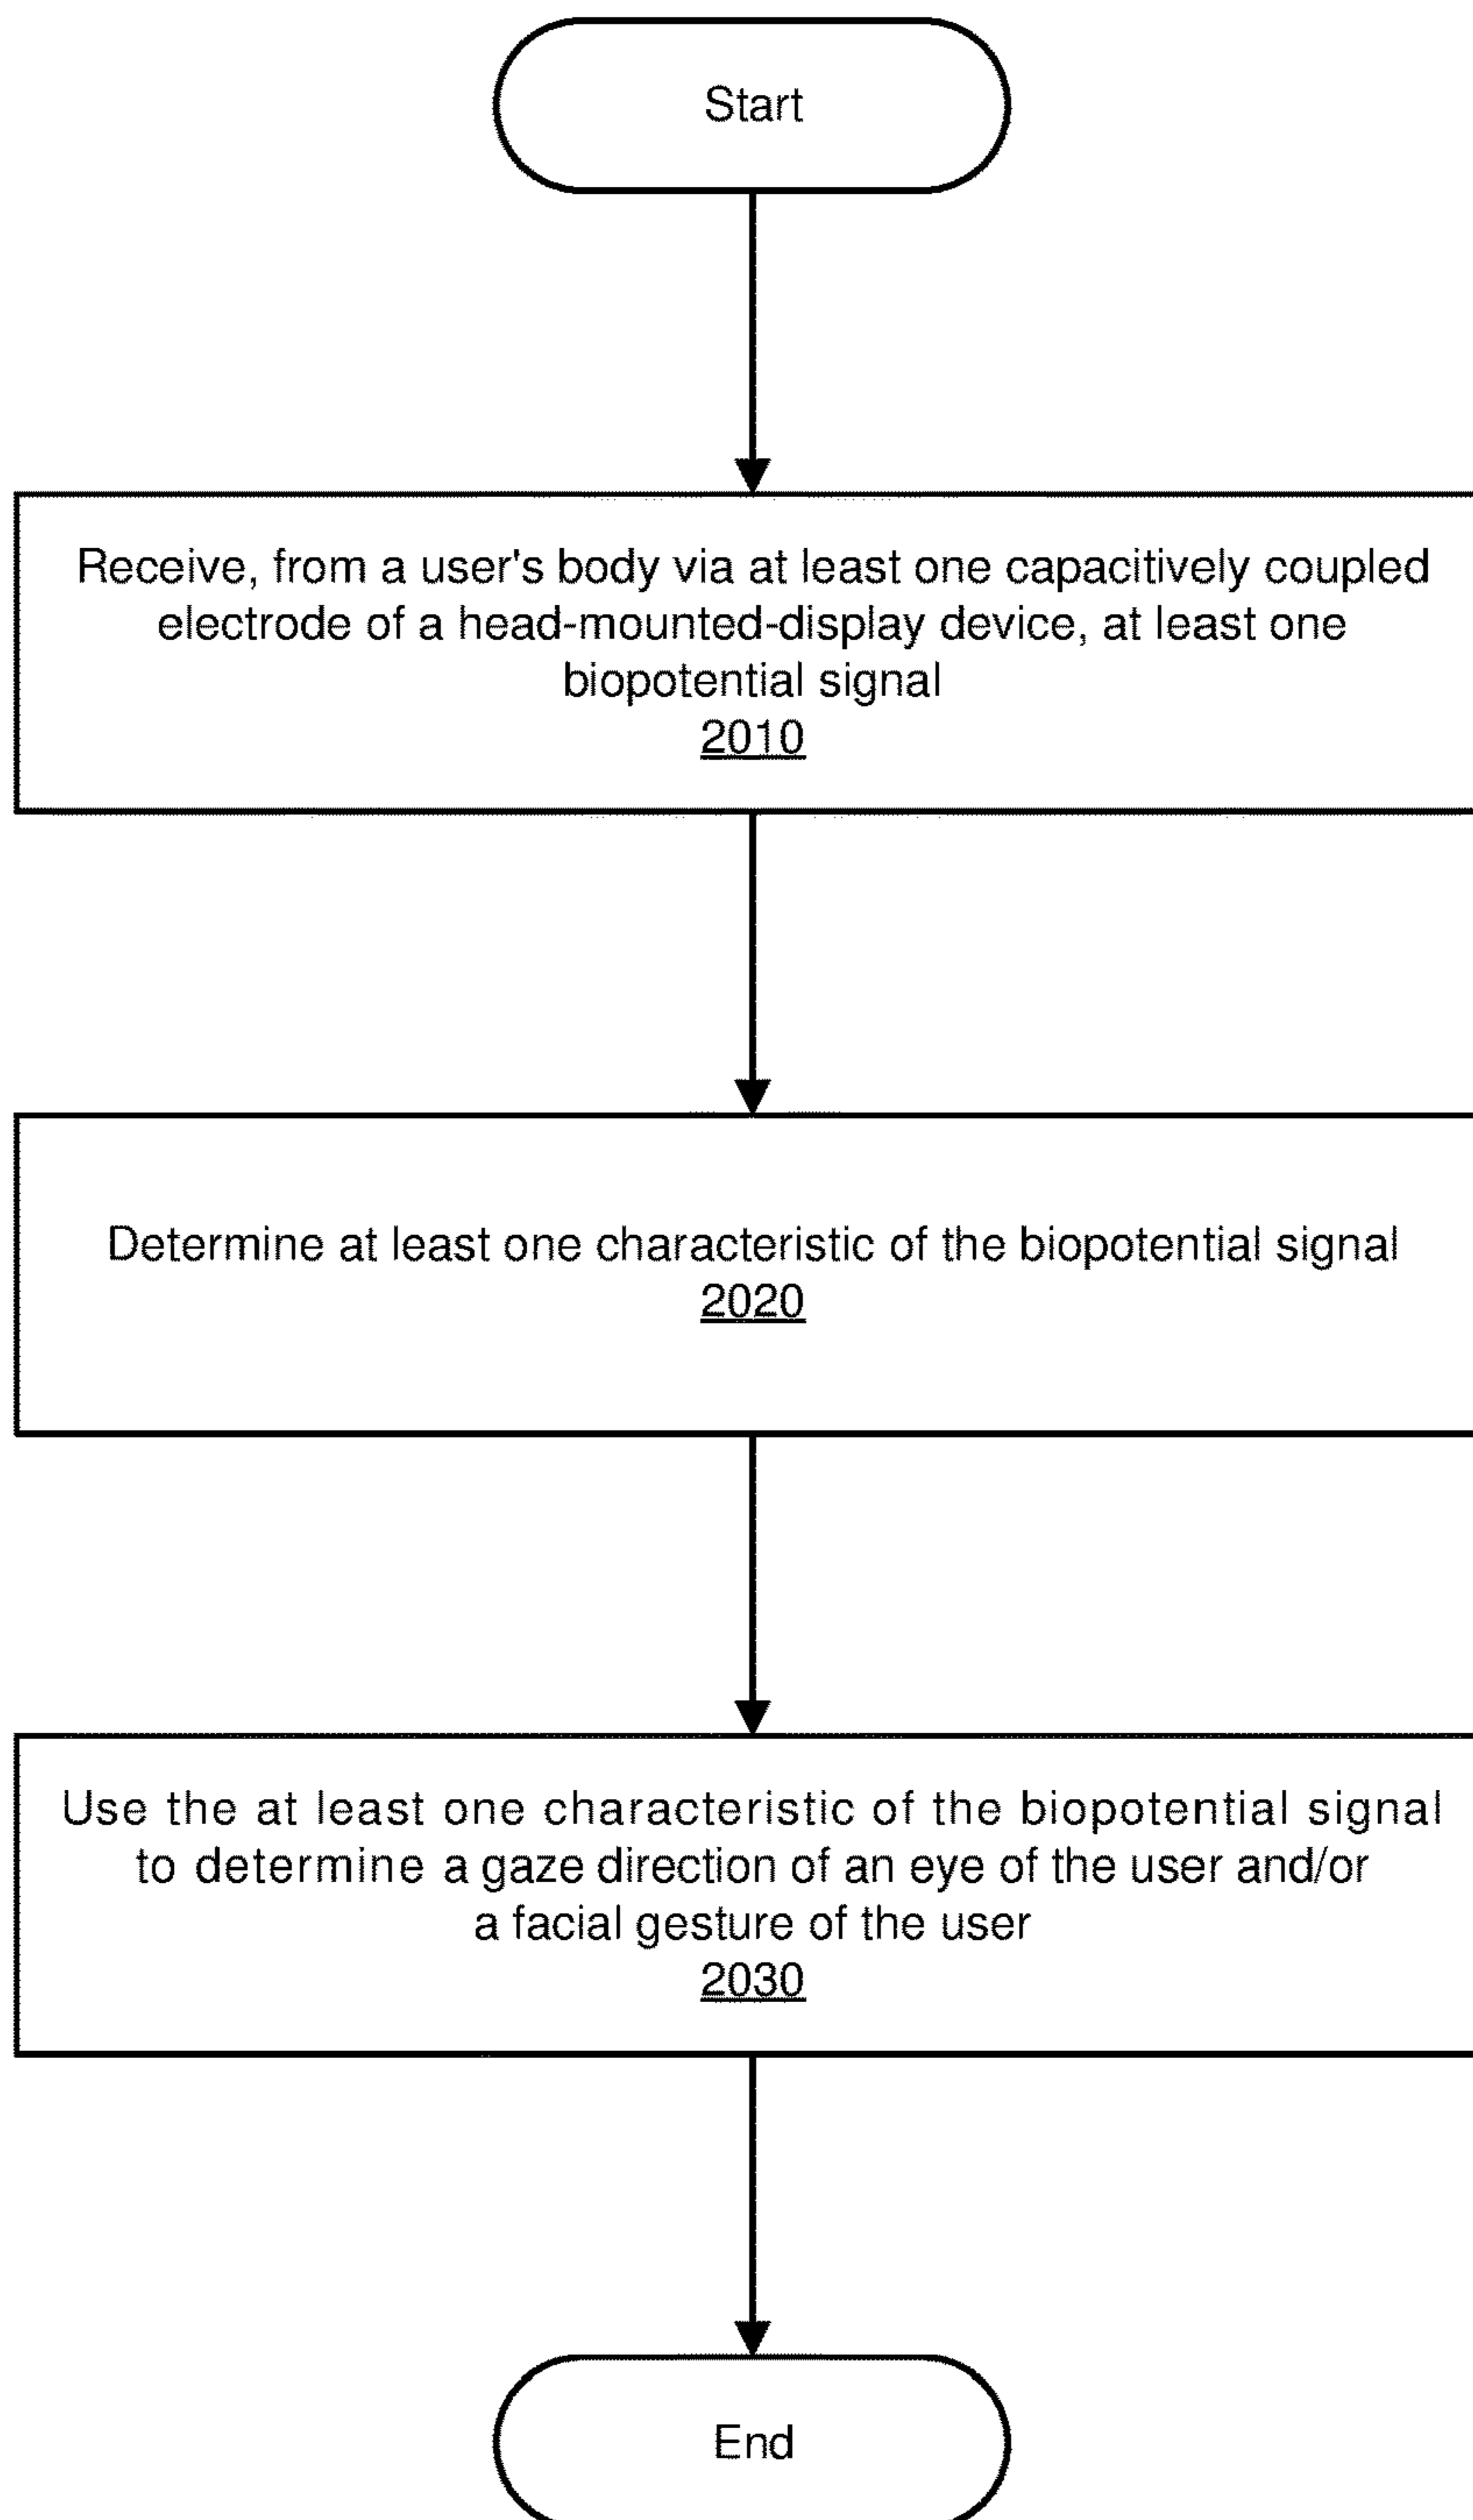 Start
Receive, from a user's body via at least one capacitively coupled
electrode of a head-mounted-display device, at least one
biopotential signal
2010
Determine at least one characteristic of the biopotential signal
2020
Use the at least one characteristic of the biopotential signal
to determine a gaze direction of an eye of the user and/or
a facial gesture of the user
2030
End